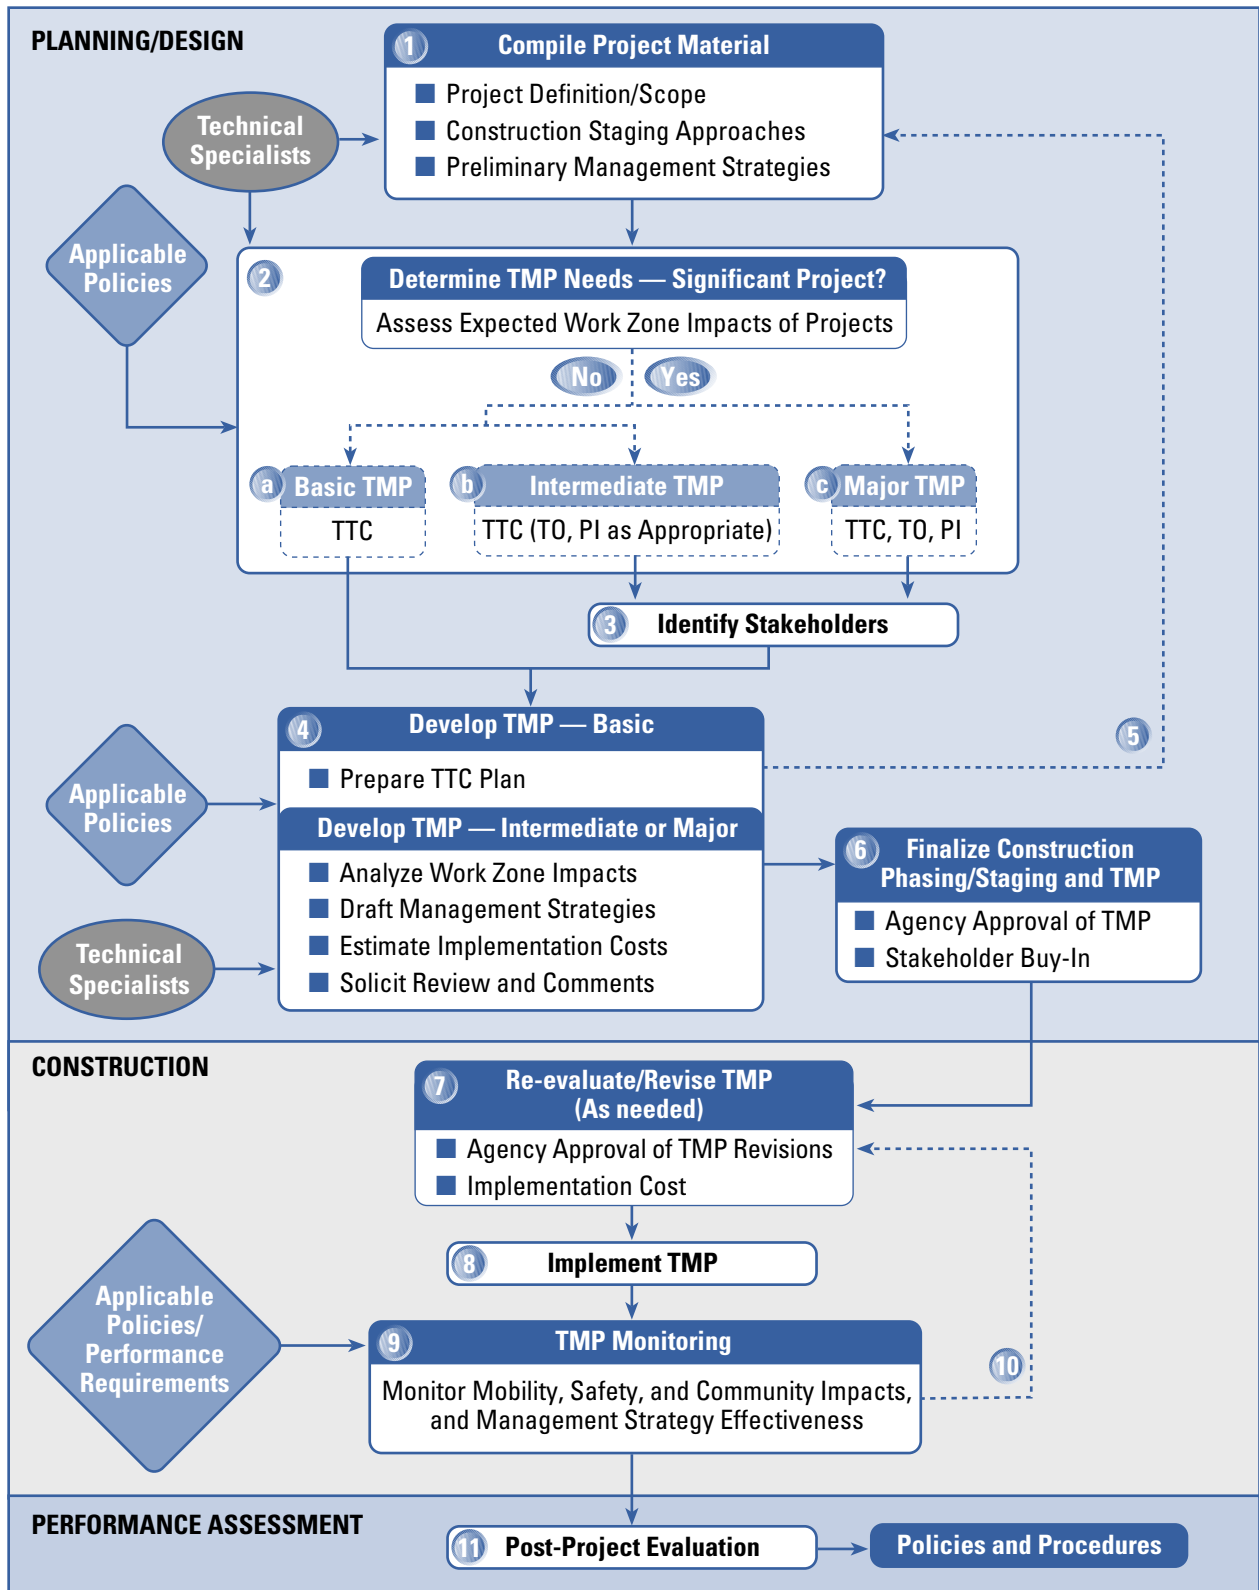 PLANNING/DESIGN
1
Compile Project Material
Project Definition/Scope
Construction Staging Approaches
Preliminary Management Strategies
Technical
Specialists
Applicable
Policies
2
Determine TMP Needs — Significant Project?
Assess Expected Work Zone Impacts of Projects
No
Yes
a
Basic TMP
TTC
b
Intermediate TMP
TTC (TO, PI as Appropriate)
c
Major TMP
TTC, TO, PI
3
Identify Stakeholders
4
Develop TMP — Basic
Prepare TTC Plan
5
Applicable
Policies
Develop TMP — Intermediate or Major
Analyze Work Zone Impacts
Draft Management Strategies
Estimate Implementation Costs
Solicit Review and Comments
Technical
Specialists
6
Finalize Construction
Phasing/Staging and TMP
Agency Approval of TMP
Stakeholder Buy-In
CONSTRUCTION
7
Re-evaluate/Revise TMP
(As needed)
Agency Approval of TMP Revisions
Implementation Cost
8
Implement TMP
Applicable
Policies/
Performance
Requirements
9
TMP Monitoring
Monitor Mobility, Safety, and Community Impacts,
and Management Strategy Effectiveness
10
PERFORMANCE ASSESSMENT
11
Post-Project Evaluation
Policies and Procedures